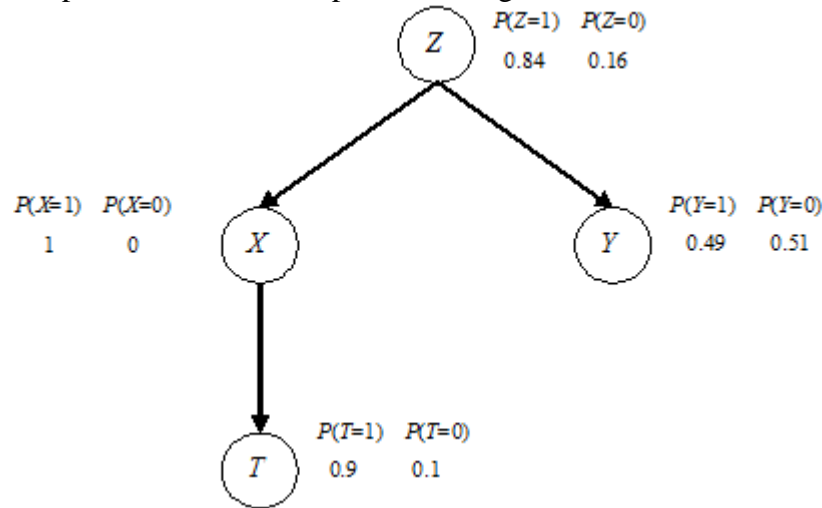 Z
P(Z=1) P(Z=0)
0.84 0.16
P(X=1) P(X=0)
1 0
X
Y
P(Y=1) P(Y=0)
0.49 0.51
T
P(T=1) P(T=0)
0.9 0.1